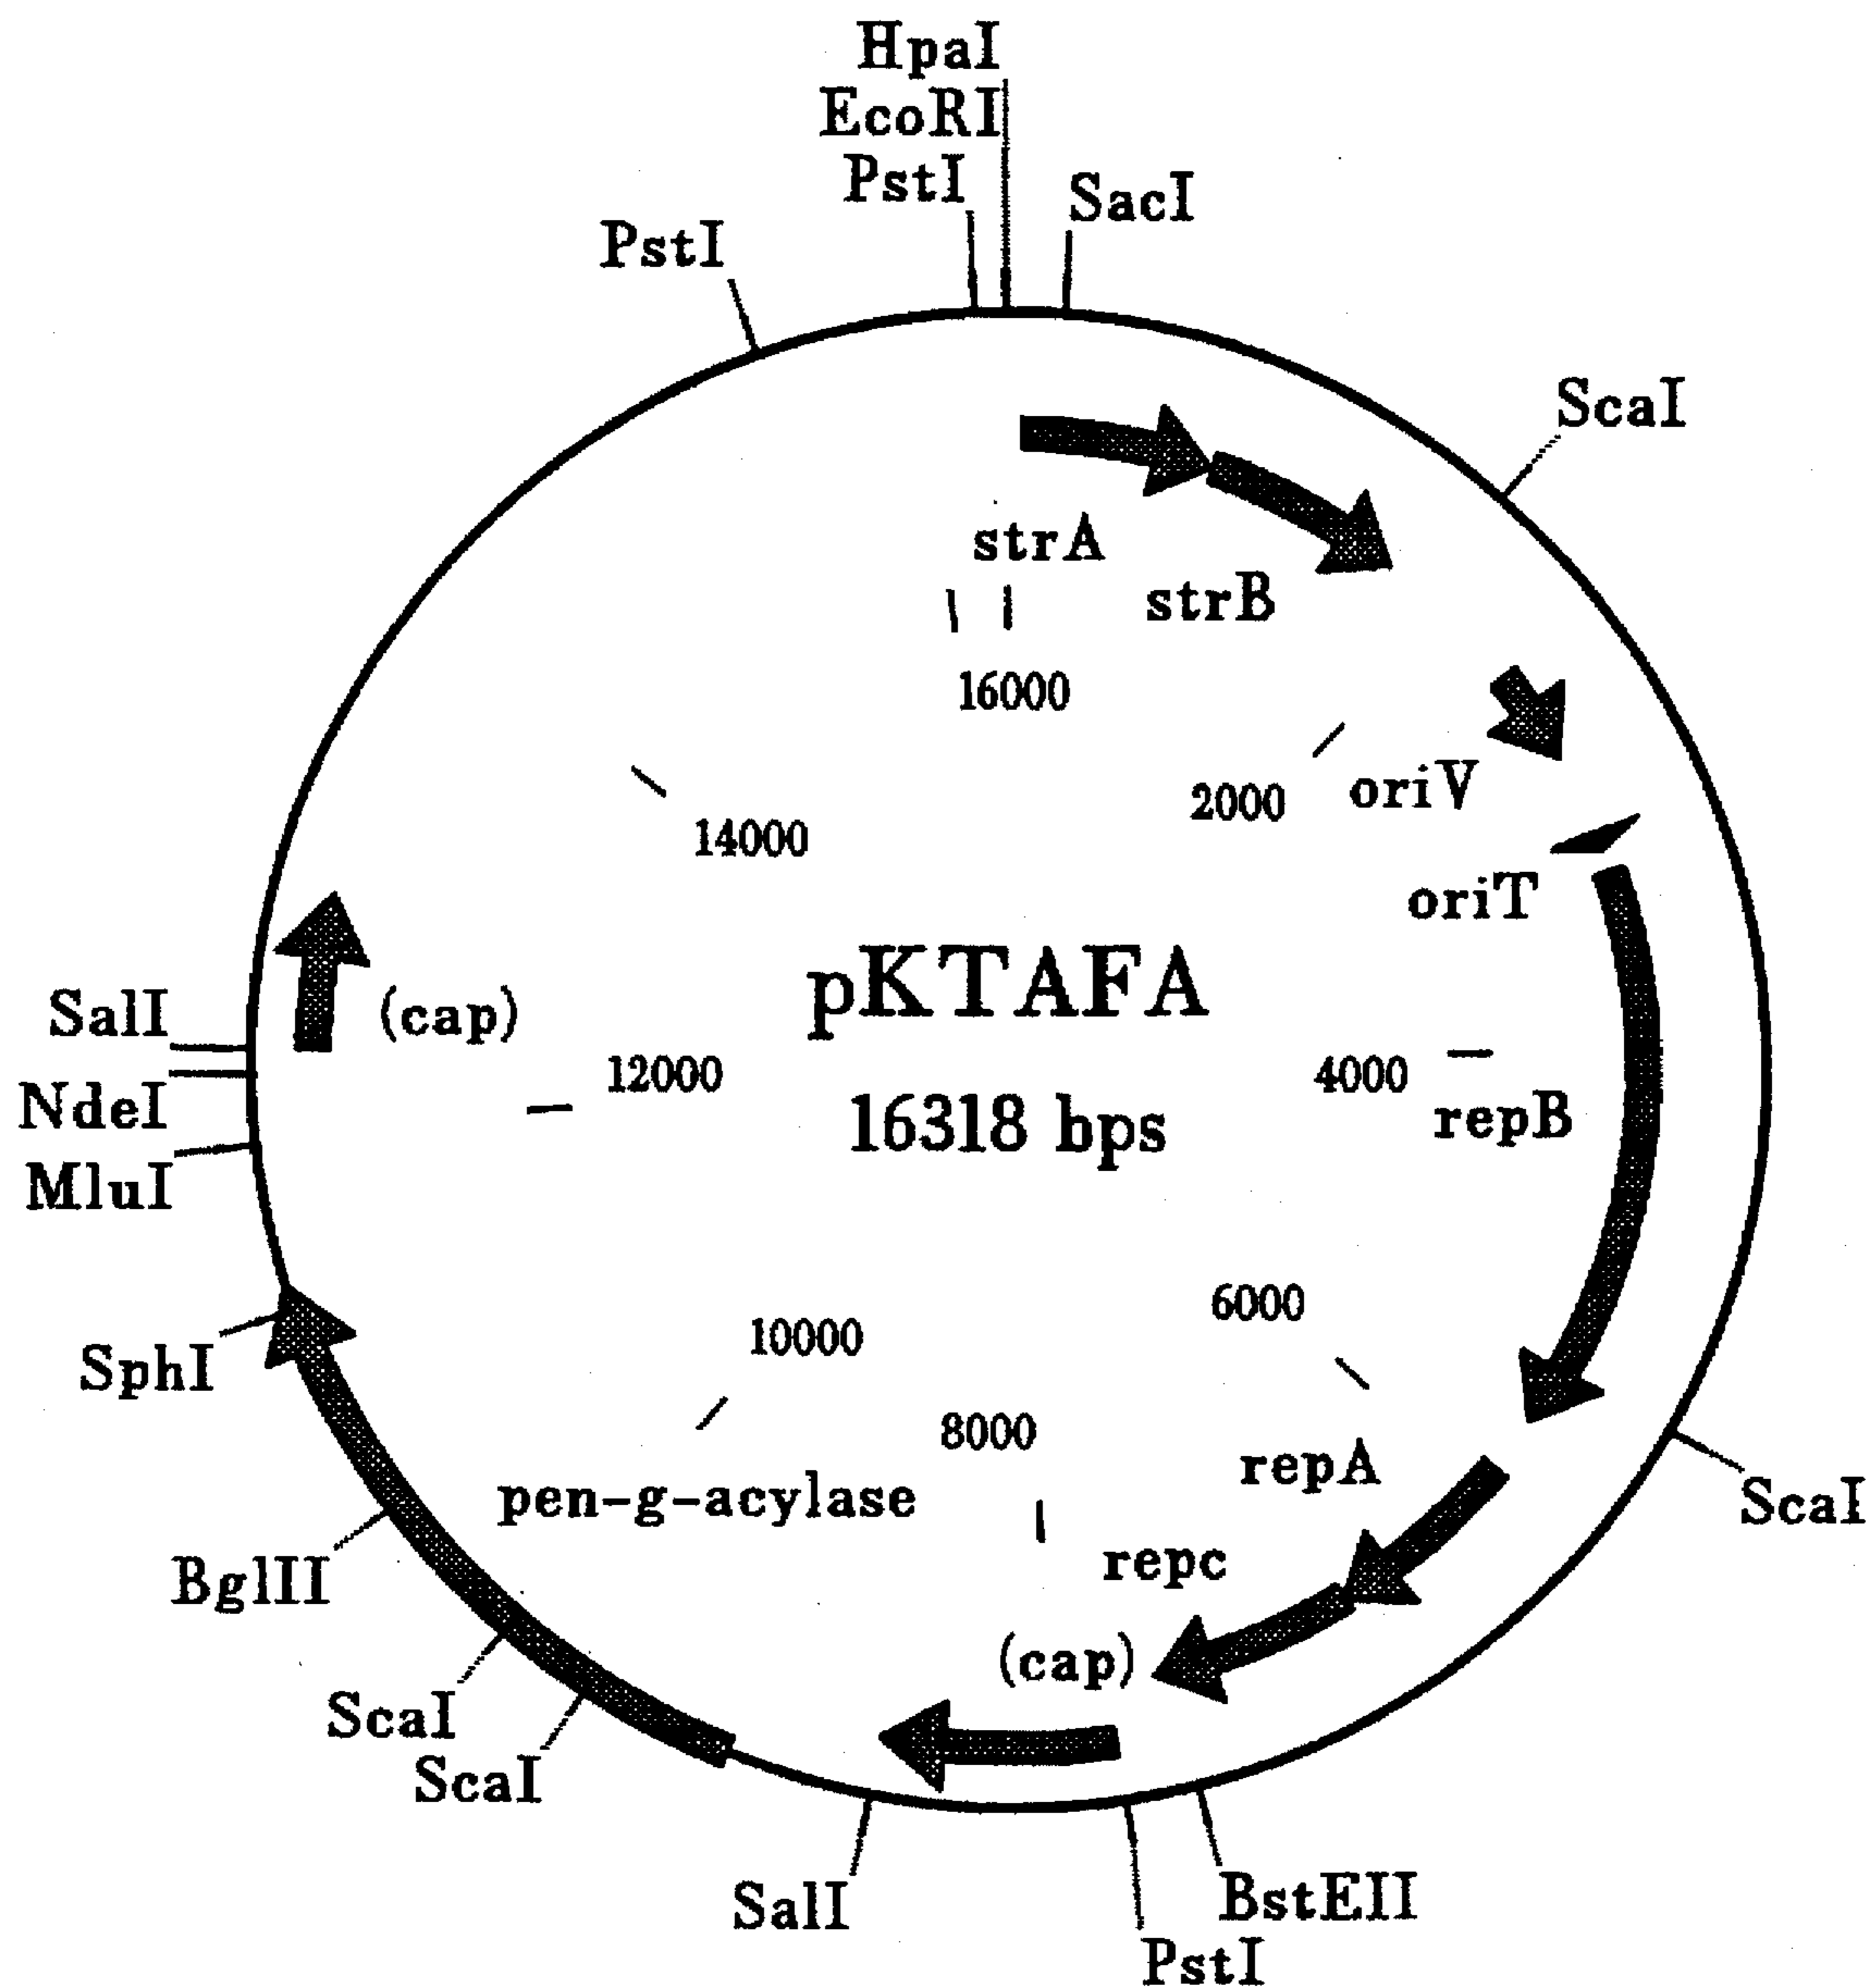 HpaI
EcoRI
PstI
SacI
PstI
ScaI
strA
strB
16000
2000
oriV
14000
oriT
pKTAFA
(cap)
SalI
12000
4000
NdeI
16318 bps
repB
MluI
6000
10000
SphI
8000
repA
pen-g-acylase
ScaI
repc
BglII
(cap)
ScaI
ScaI
SalI
BstEII
PstI